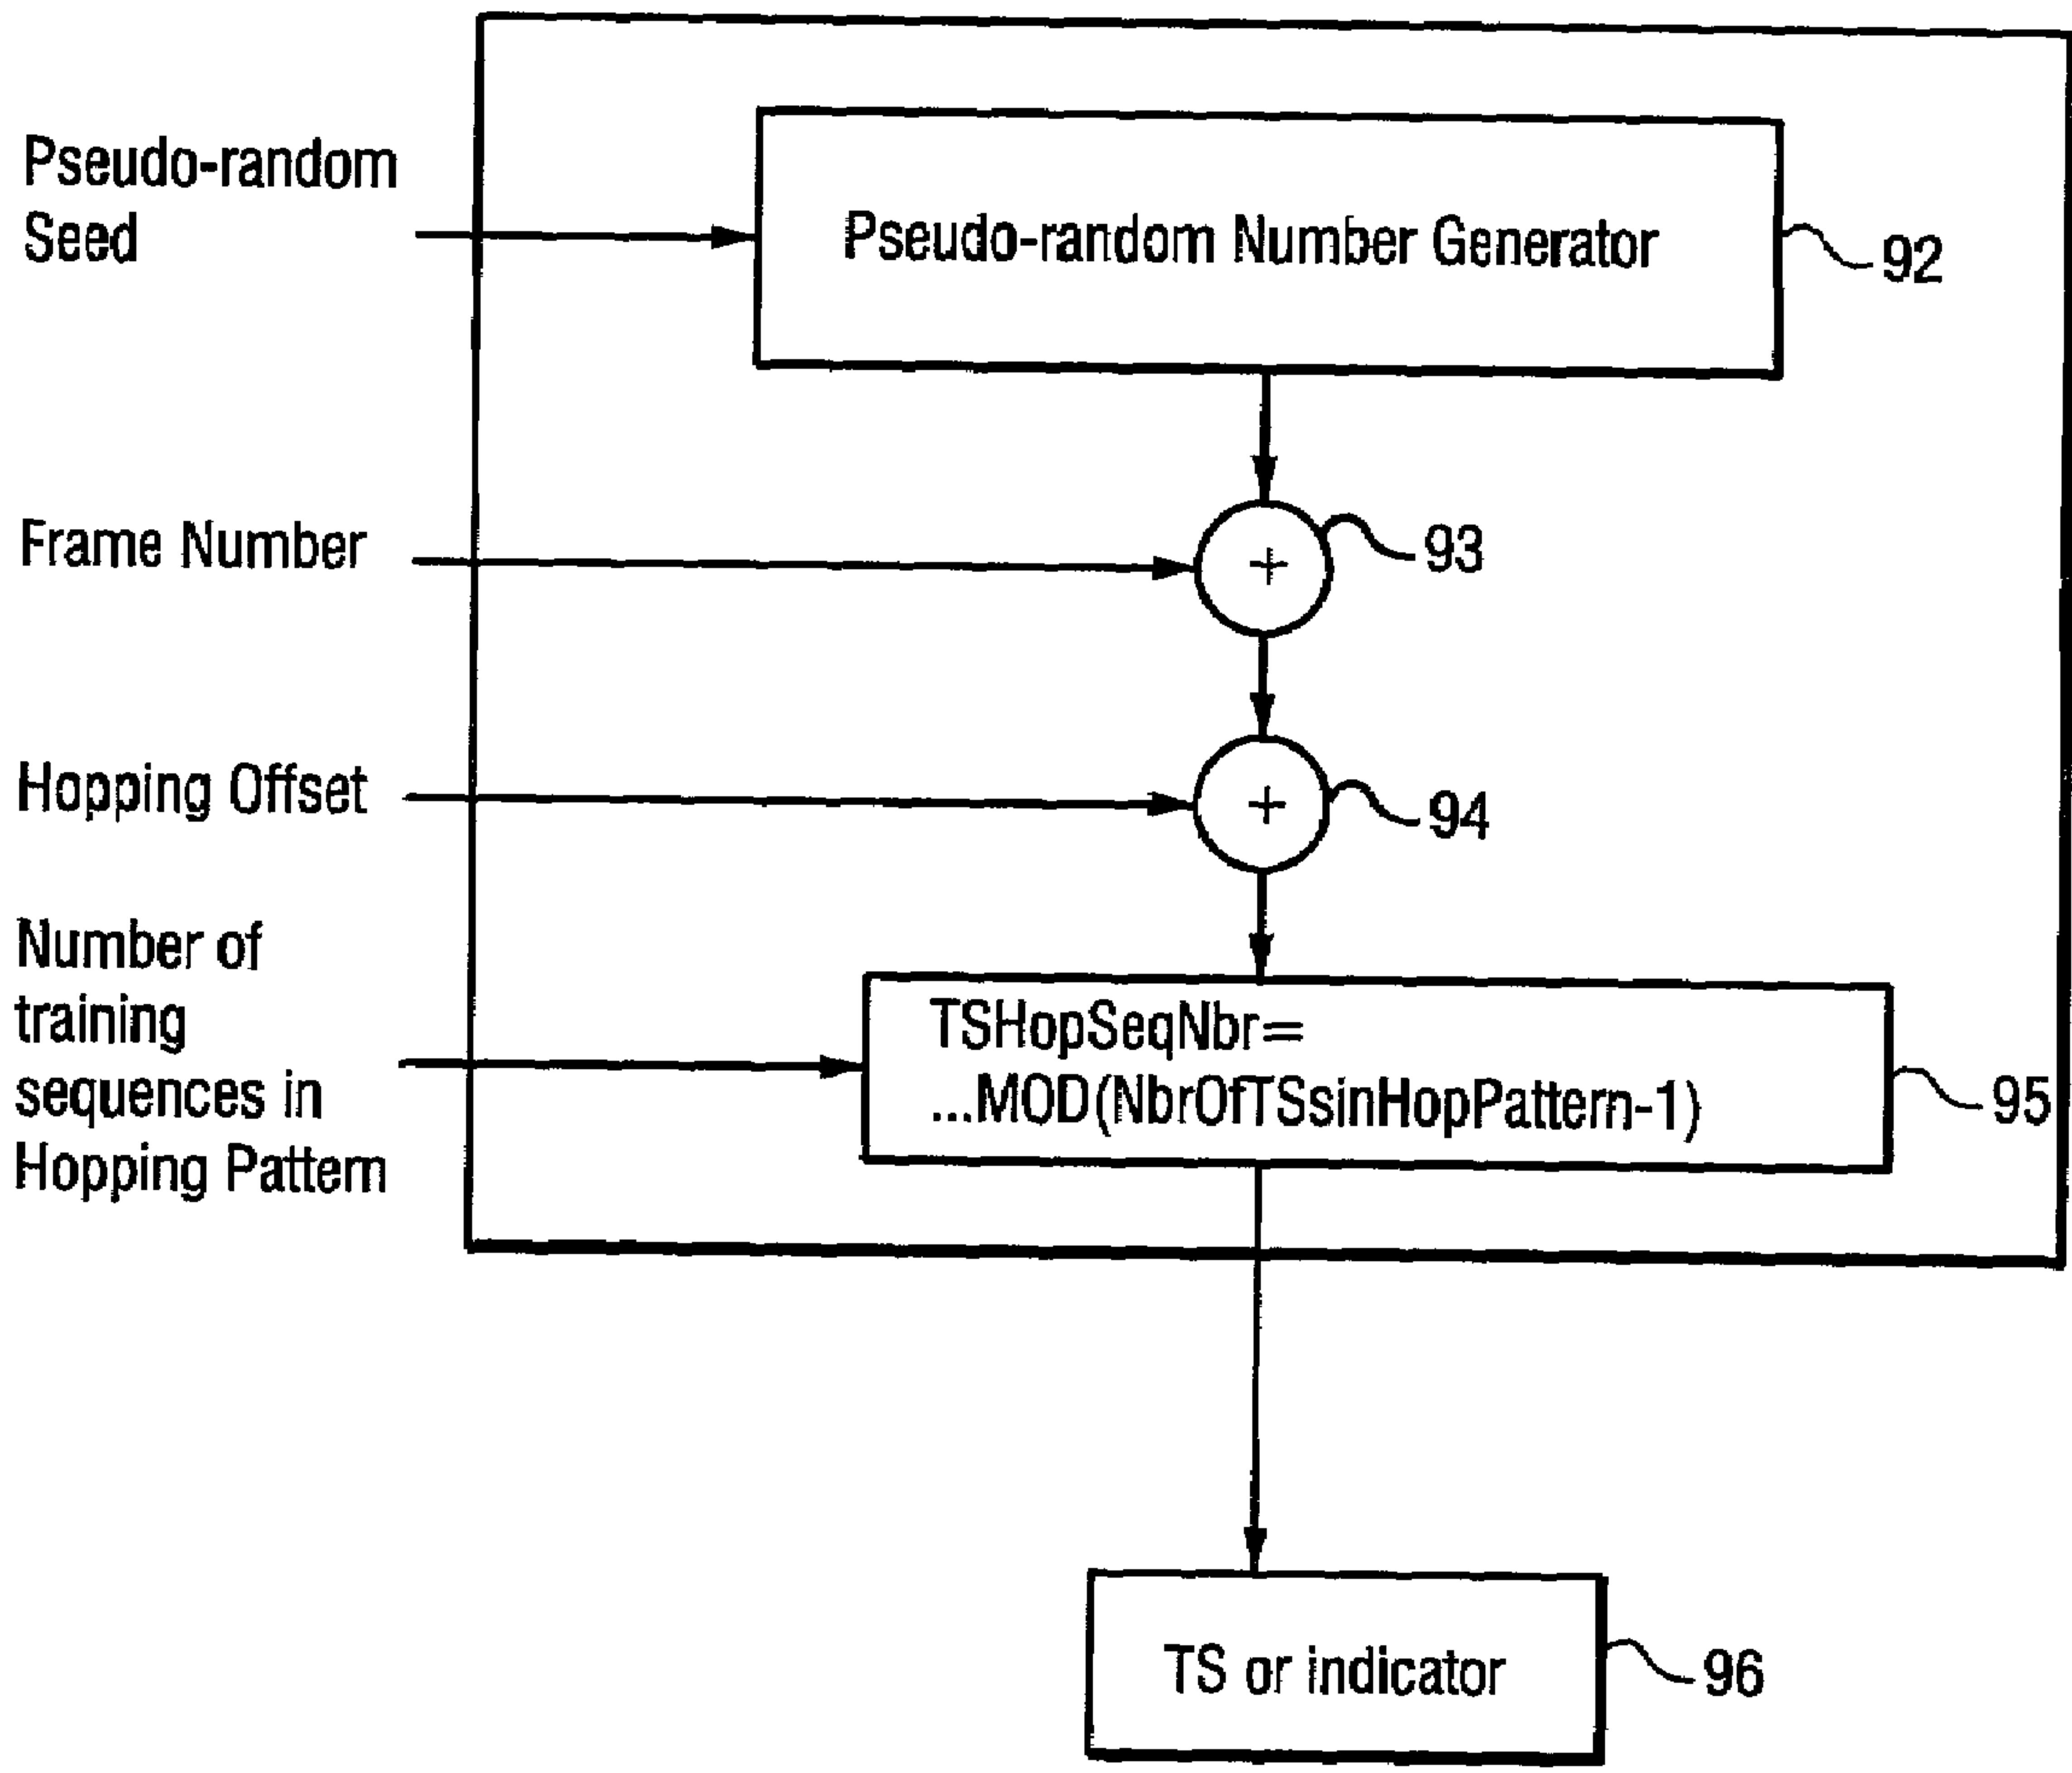 Pseudo-random
Seed
Pseudo-random Number Generator
92
Frame Number
+
93
Hopping Offset
+
94
Number of
training
sequences in
Hopping Pattern
TSHopSeqNbr=
...MOD(NbrOfTSsinHopPattern-1)
95
TS or indicator
96